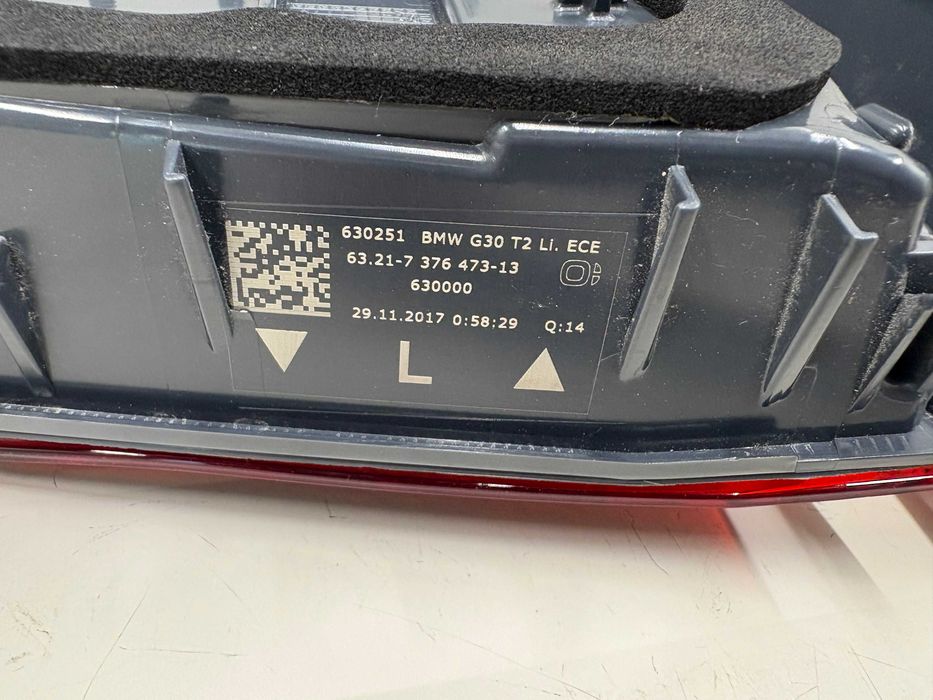 630251 BMW G30 T2 Li. ECE
63.21-7 376 473-13
630000
29.11.2017 0:58:29 Q:14
L